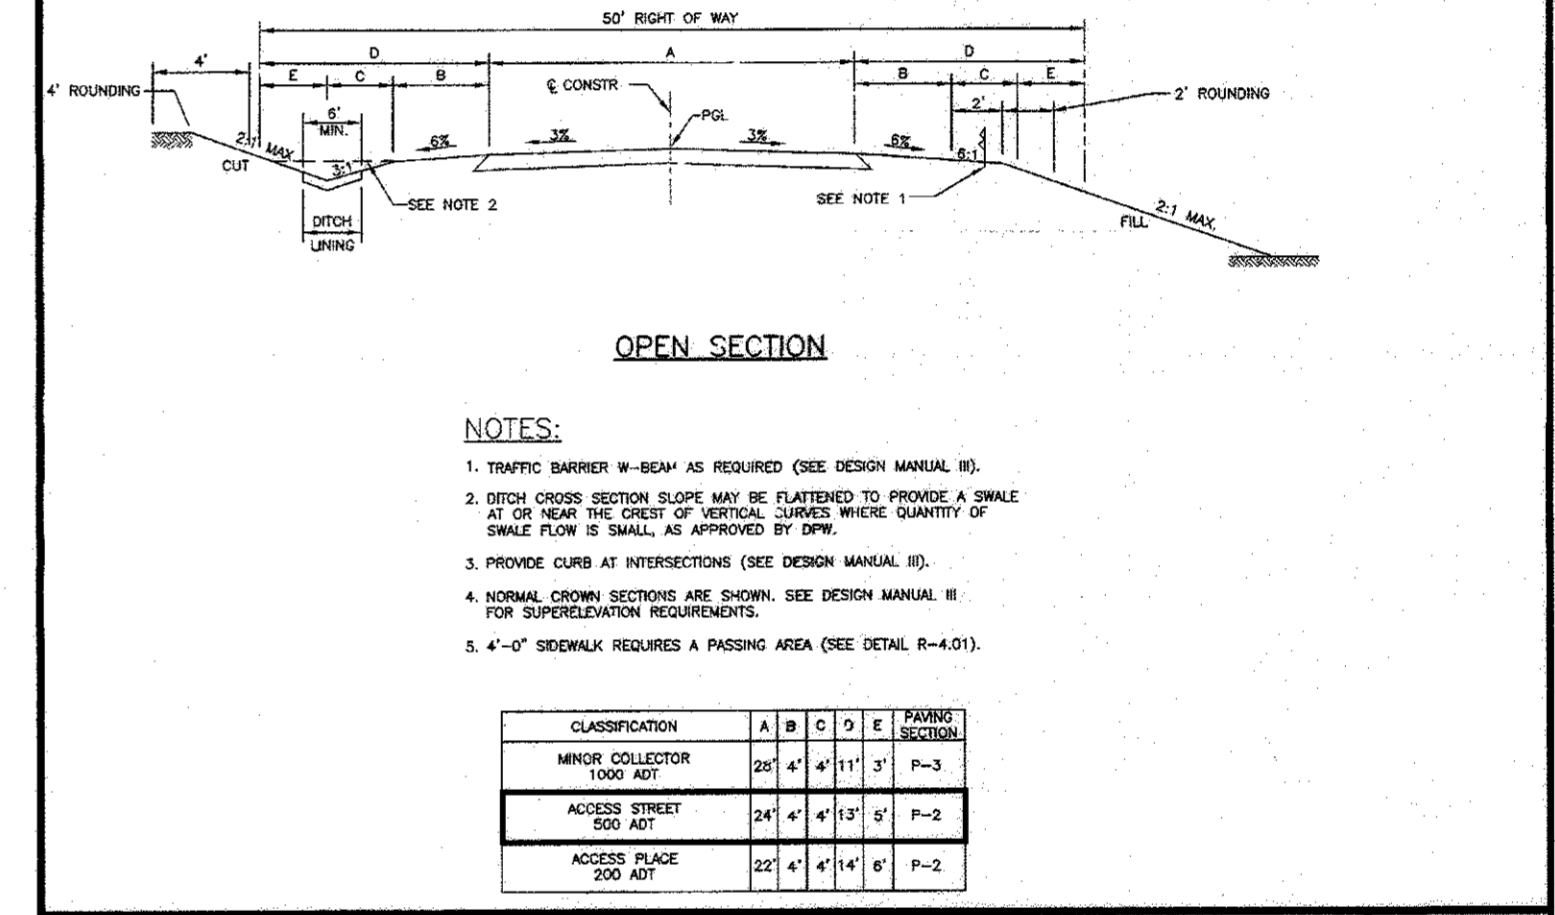 50' RIGHT OF WAY
D A D
4'
E C B B C E
4' ROUNDING
℄ CONSTR
2'
2' ROUNDING
6'
MIN.
PGL
2:1 MAX
6% 3% 3% 6%
CUT
3:1
6:1
SEE NOTE 2
SEE NOTE 1
2:1 MAX.
FILL
DITCH
LINING
OPEN SECTION
NOTES:
1. TRAFFIC BARRIER W-BEAM AS REQUIRED (SEE DESIGN MANUAL III).
2. DITCH CROSS SECTION SLOPE MAY BE FLATTENED TO PROVIDE A SWALE
AT OR NEAR THE CREST OF VERTICAL CURVES WHERE QUANTITY OF
SWALE FLOW IS SMALL, AS APPROVED BY DPW.
3. PROVIDE CURB AT INTERSECTIONS (SEE DESIGN MANUAL III).
4. NORMAL CROWN SECTIONS ARE SHOWN. SEE DESIGN MANUAL III
FOR SUPERELEVATION REQUIREMENTS.
5. 4'-0" SIDEWALK REQUIRES A PASSING AREA (SEE DETAIL R-4.01).
CLASSIFICATION A B C D E PAVING
SECTION
MINOR COLLECTOR
1000 ADT
28' 4' 4' 11' 3' P-3
ACCESS STREET
500 ADT
24' 4' 4' 13' 5' P-2
ACCESS PLACE
200 ADT
22' 4' 4' 14' 6' P-2